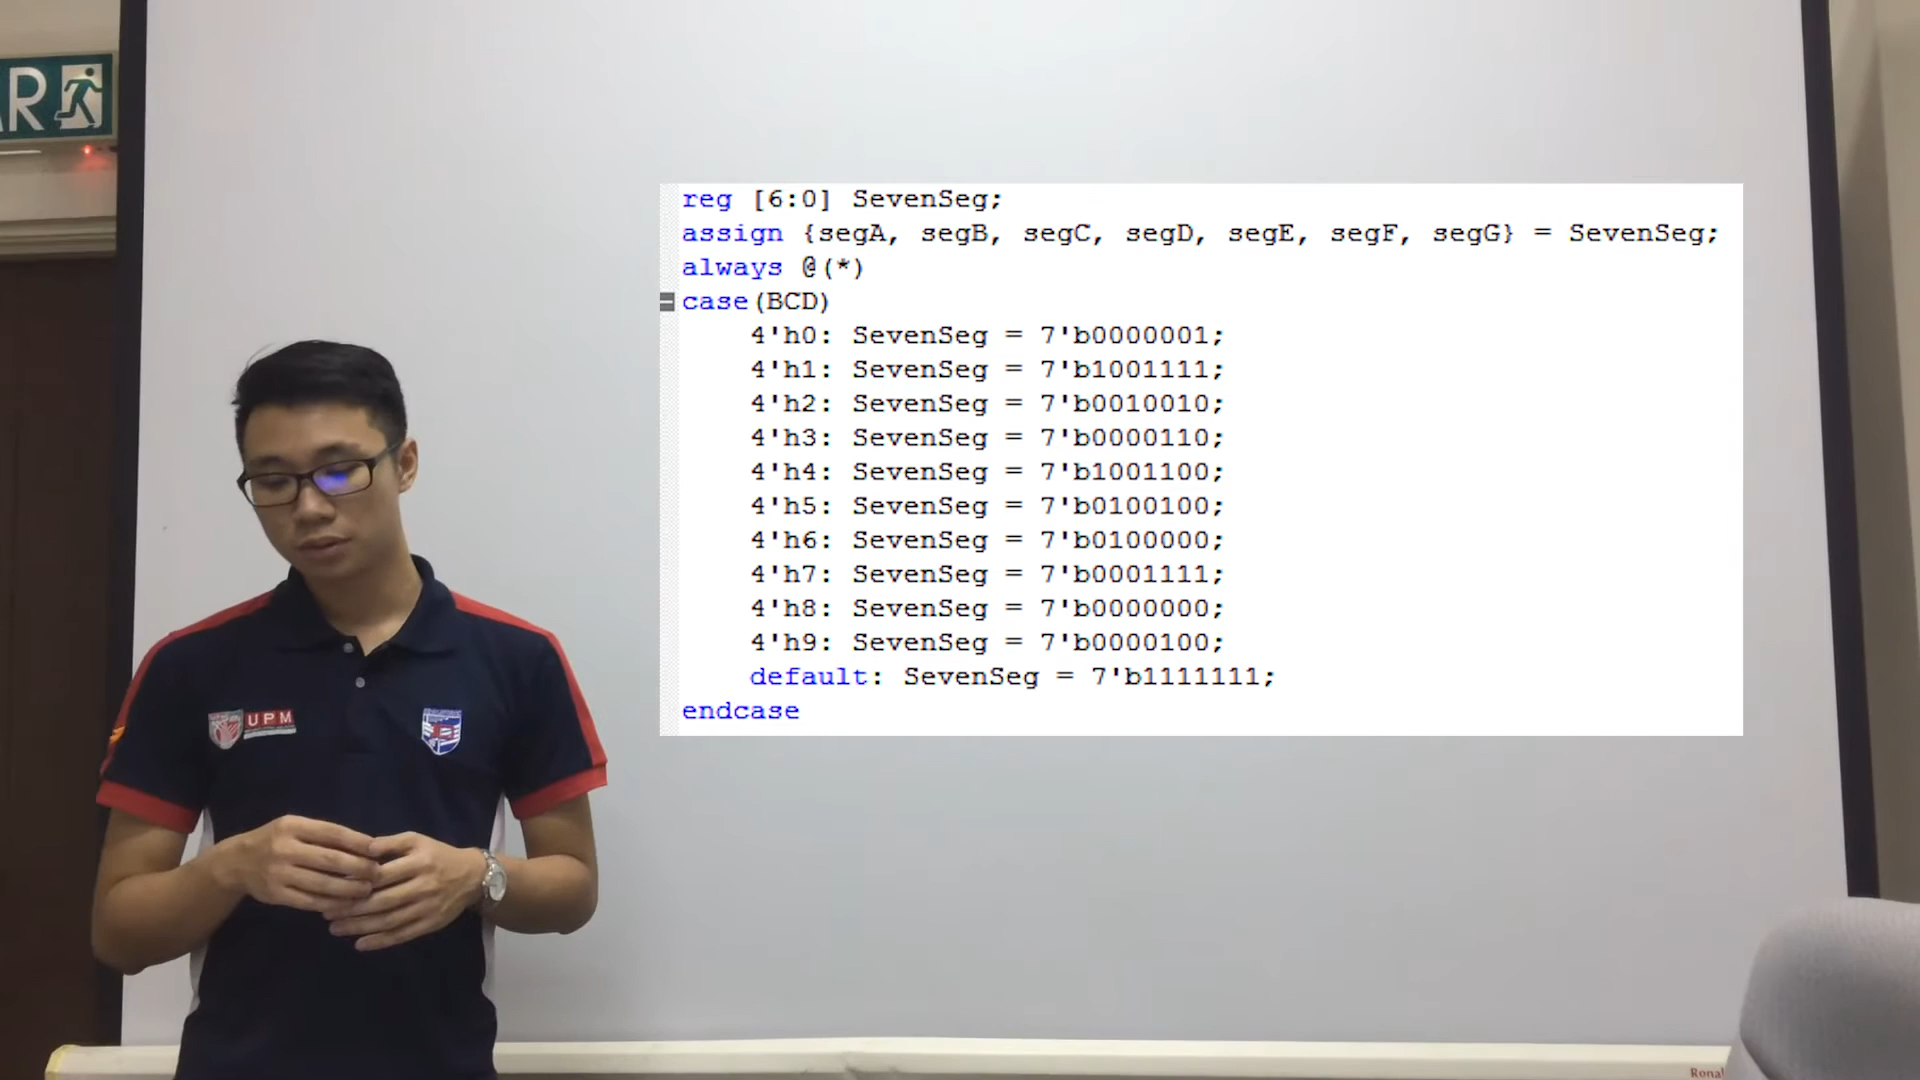 AR
reg [6:0] SevenSeg;
assign {segA, segB, segC, segD, segE, segF, segG} = SevenSeg;
always @(*)
case(BCD)
4'h0: SevenSeg = 7'b0000001;
4'h1: SevenSeg = 7'b1001111;
4'h2: SevenSeg = 7'b0010010;
4'h3: SevenSeg = 7'b0000110;
4'h4: SevenSeg = 7'b1001100;
4'h5: SevenSeg = 7'b0100100;
4'h6: SevenSeg = 7'b0100000;
4'h7: SevenSeg = 7'b0001111;
4'h8: SevenSeg = 7'b0000000;
4'h9: SevenSeg = 7'b0000100;
default: SevenSeg = 7'b1111111;
endcase
UPM
Ronal